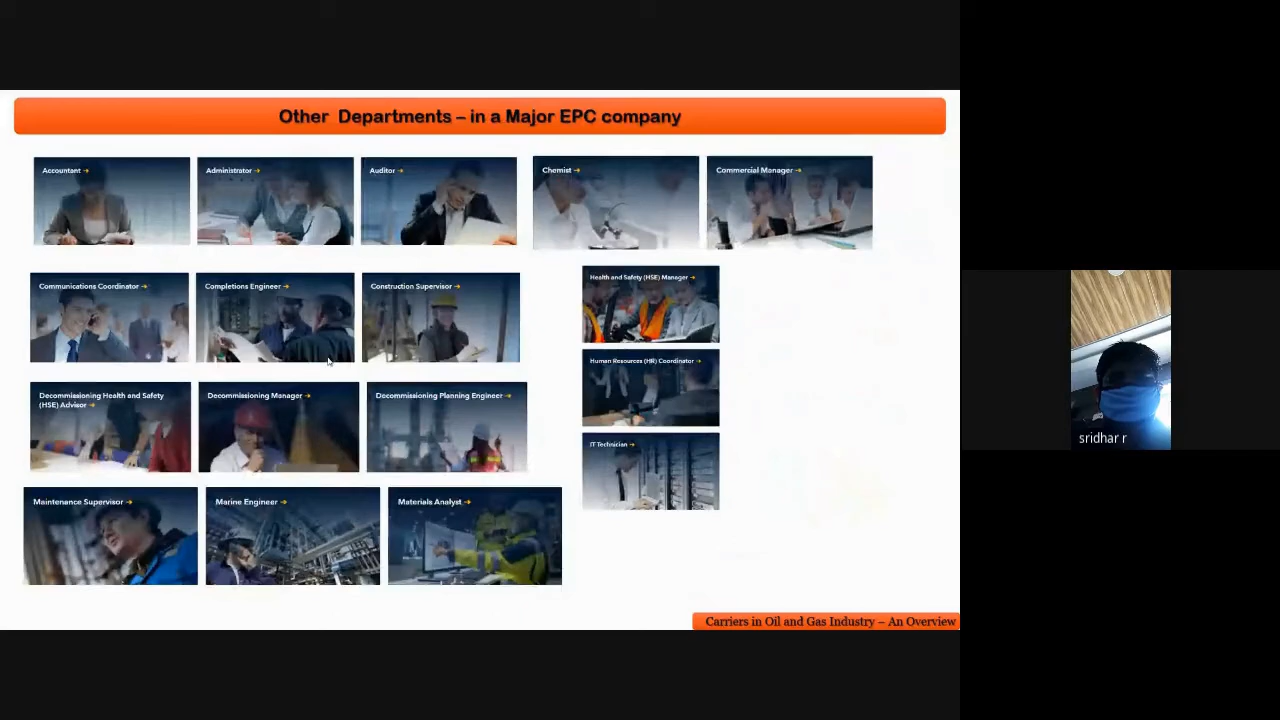 Other Departments – in a Major EPC company
Accountant →
Administrator →
Auditor →
Chemist →
Commercial Manager →
Communications Coordinator →
Completions Engineer →
Construction Supervisor →
Health and Safety (HSE) Manager →
Human Resources (HR) Coordinator →
Decommissioning Health and Safety
(HSE) Advisor →
Decommissioning Manager →
Decommissioning Planning Engineer →
IT Technician →
sridhar r
Maintenance Supervisor →
Marine Engineer →
Materials Analyst →
Carriers in Oil and Gas Industry – An Overview